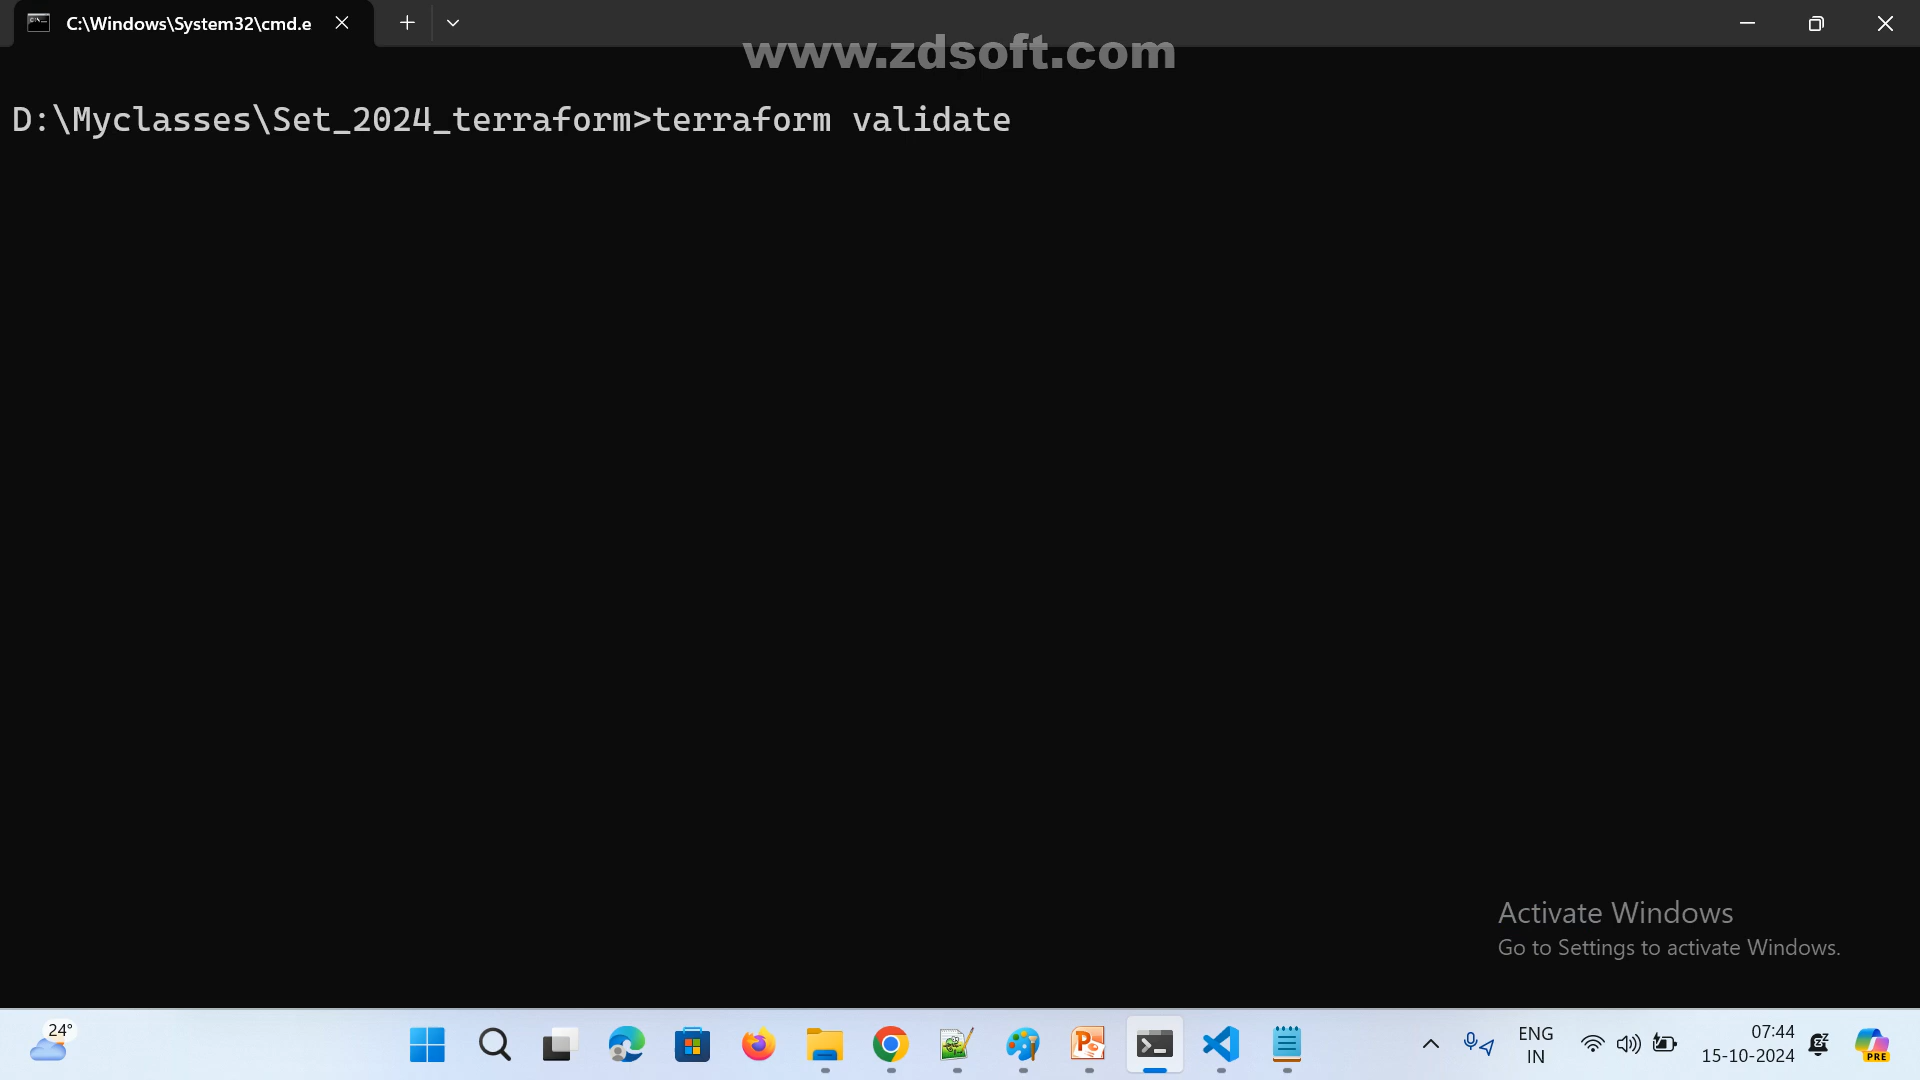 C:\Windows\System32\cmd.e
www.zdsoft.com
D:\Myclasses\Set_2024_terraform>terraform validate
Activate Windows
Go to Settings to activate Windows.
24°
ENG
IN
07:44
15-10-2024
PRE